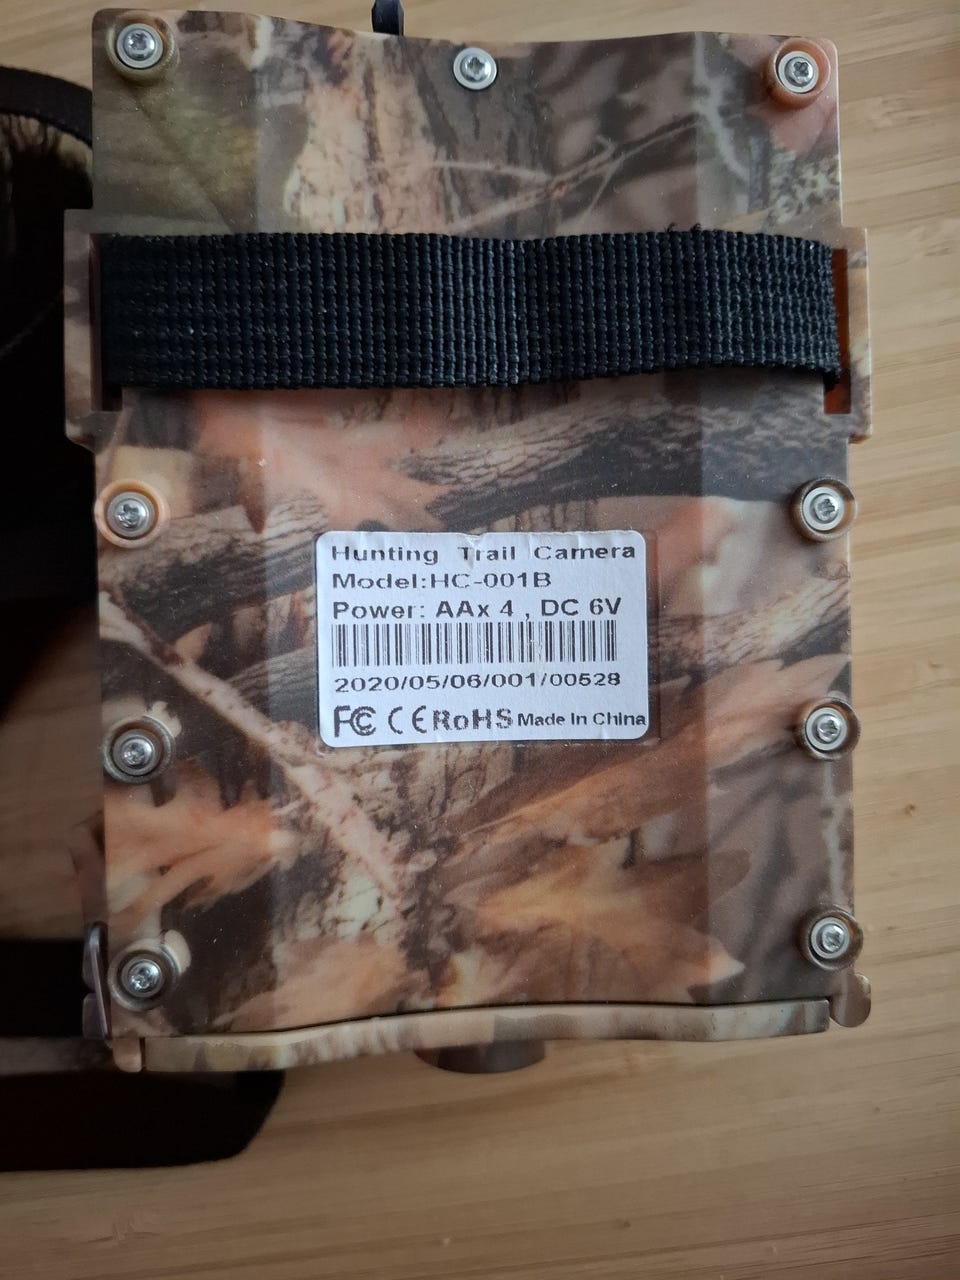 Hunting Trail Camera
Model:HC-001B
Power: AAx 4 , DC 6V
2020/05/06/001/00528
FC CE RoHS Made In China